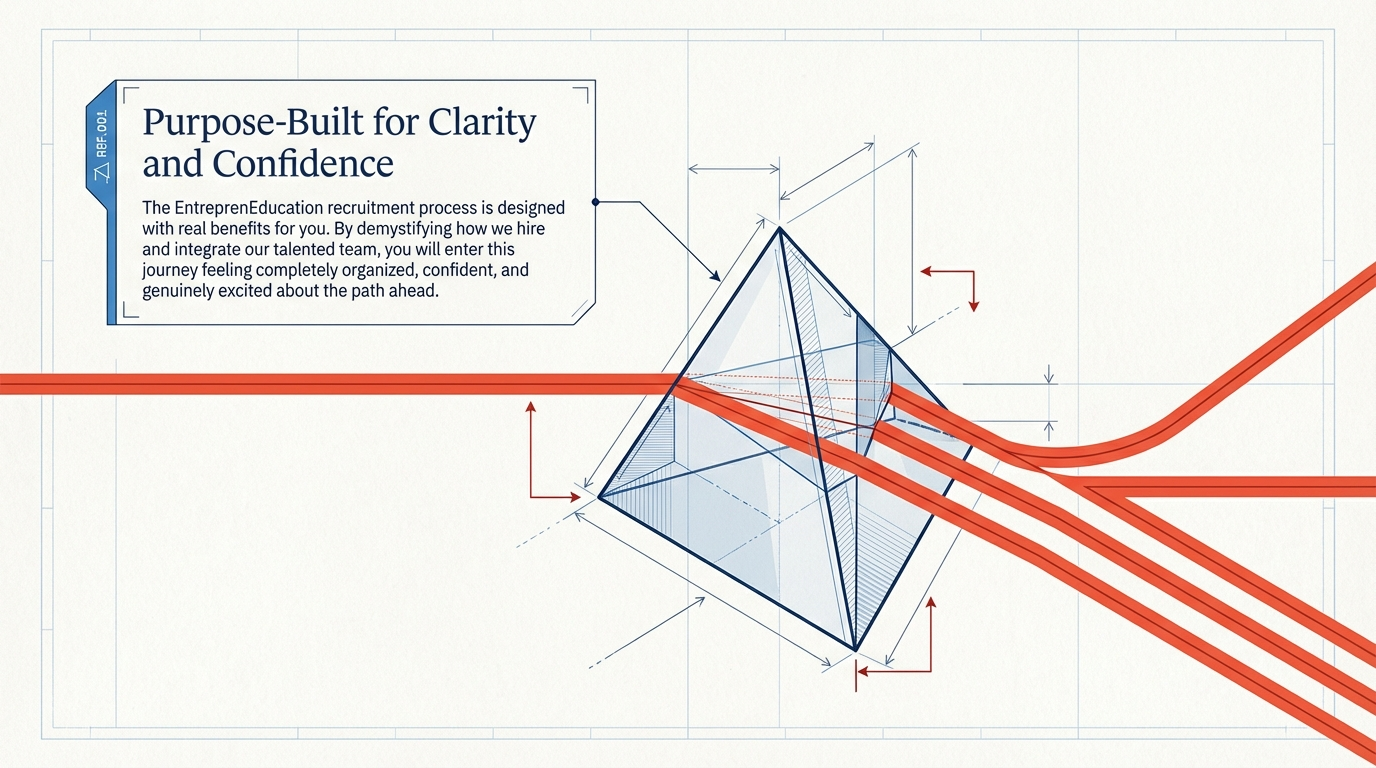 Purpose-Built for Clarity
and Confidence
The EntreprenEducation recruitment process is designed
with real benefits for you. By demystifying how we hire
and integrate our talented team, you will enter this
journey feeling completely organized, confident, and
genuinely excited about the path ahead.